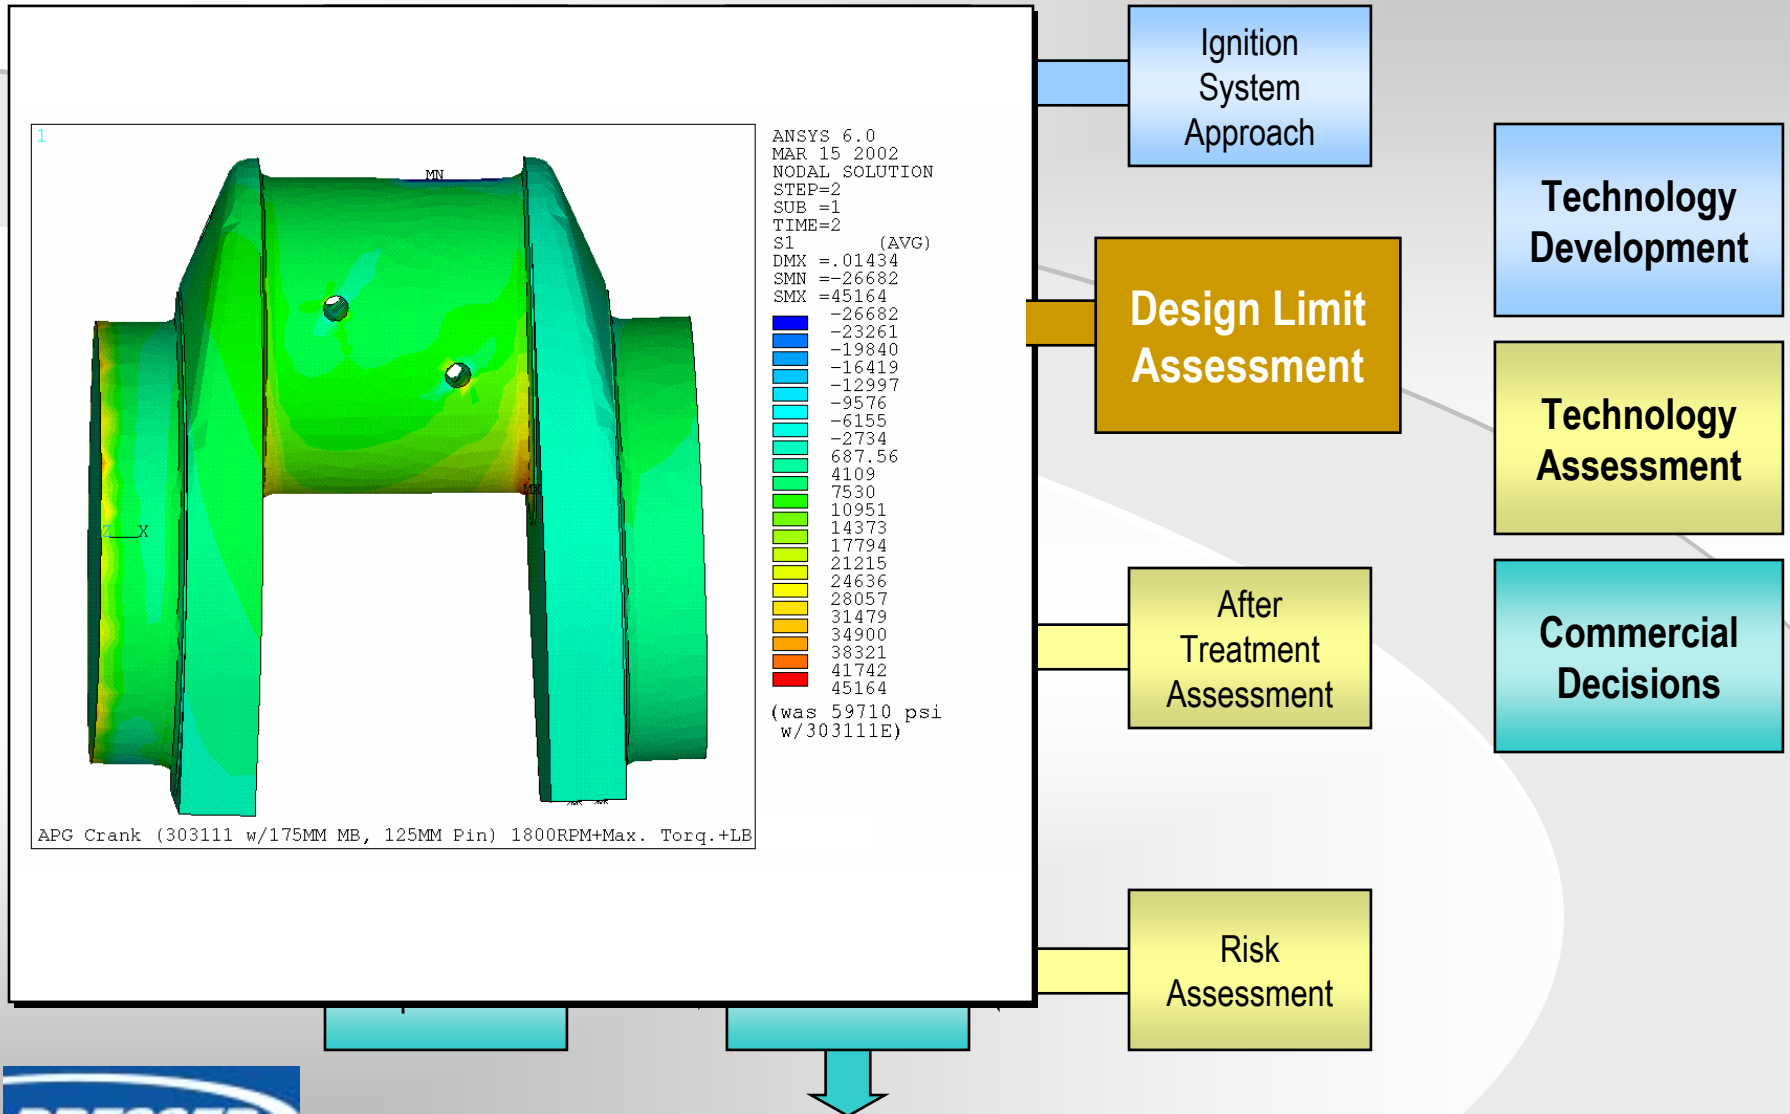 1
MN
MX
Z X
ANSYS 6.0
MAR 15 2002
NODAL SOLUTION
STEP=2
SUB =1
TIME=2
S1 (AVG)
DMX =.01434
SMN =-26682
SMX =45164
-26682
-23261
-19840
-16419
-12997
-9576
-6155
-2734
687.56
4109
7530
10951
14373
17794
21215
24636
28057
31479
34900
38321
41742
45164
(was 59710 psi
w/303111E)
APG Crank (303111 w/175MM MB, 125MM Pin) 1800RPM+Max. Torq.+LB
Ignition
System
Approach
Design Limit
Assessment
After
Treatment
Assessment
Risk
Assessment
Technology
Development
Technology
Assessment
Commercial
Decisions